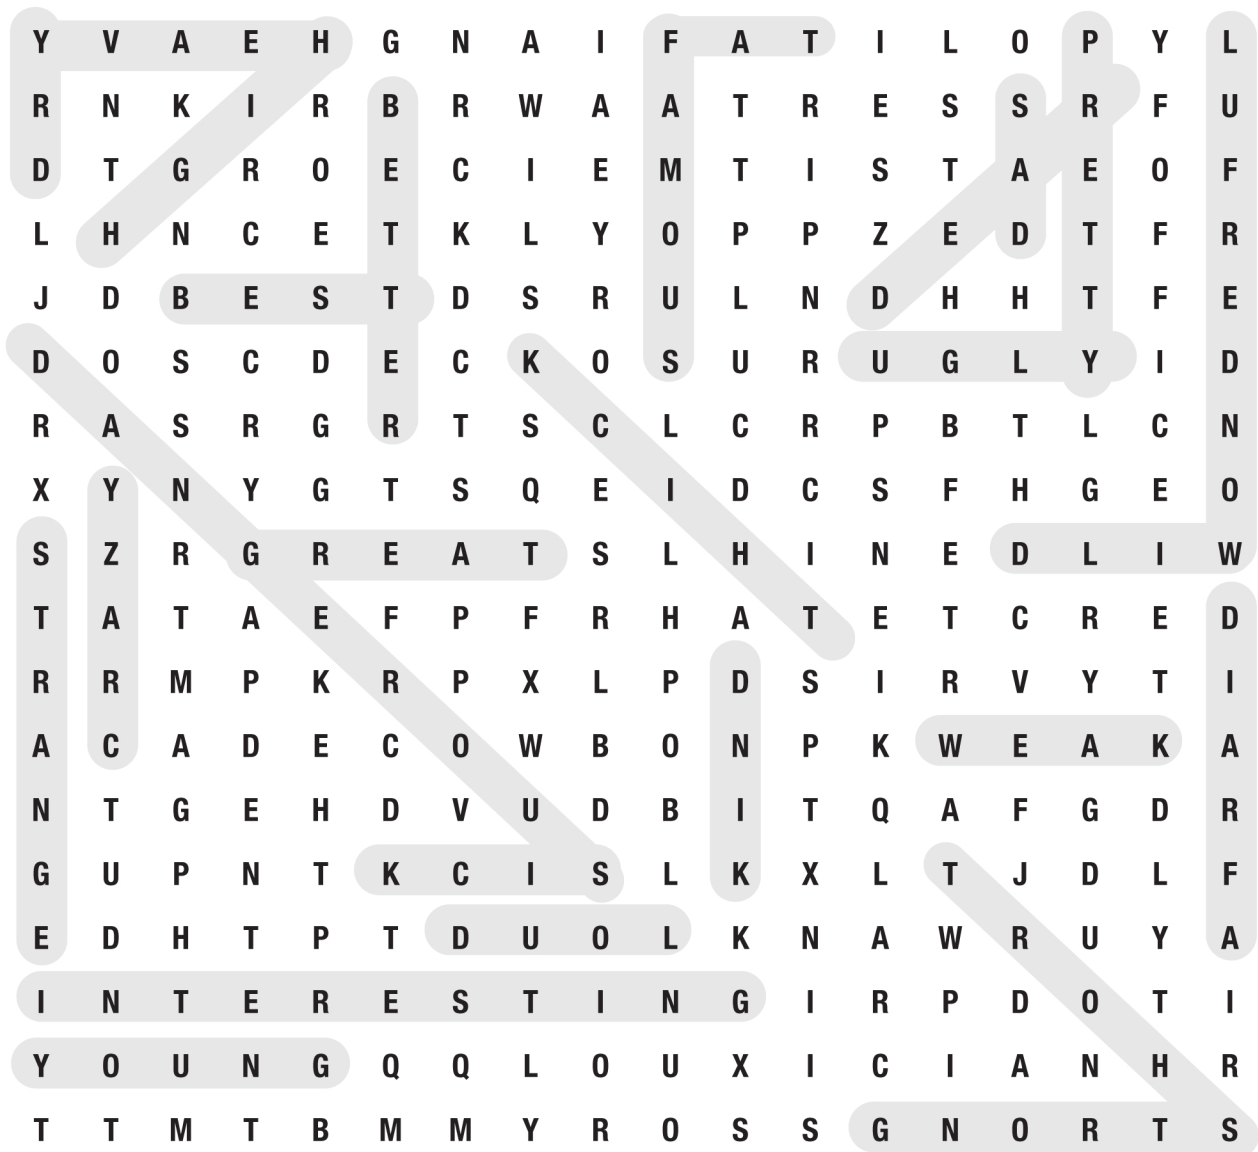 Y V A E H G N A I F A T I L O P Y L
R N K I R B R W A A T R E S S R F U
D T G R O E C I E M T I S T A E O F
L H N C E T K L Y O P P Z E D T F R
J D B E S T D S R U L N D H H T F E
D O S C D E C K O S U R U G L Y I D
R A S R G R T S C L C R P B T L C N
X Y N Y G T S Q E I D C S F H G E O
S Z R G R E A T S L H I N E D L I W
T A T A E F P F R H A T E T C R E D
R R M P K R P X L P D S I R V Y T I
A C A D E C O W B O N P K W E A K A
N T G E H D V U D B I T Q A F G D R
G U P N T K C I S L K X L T J D L F
E D H T P T D U O L K N A W R U Y A
I N T E R E S T I N G I R P D O T I
Y O U N G Q Q L O U X I C I A N H R
T T M T B M M Y R O S S G N O R T S